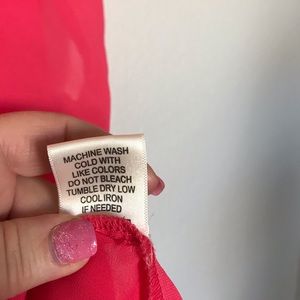 MACHINE WASH
COLD WITH
LIKE COLORS
DO NOT BLEACH
TUMBLE DRY LOW
COOL IRON
IF NEEDED